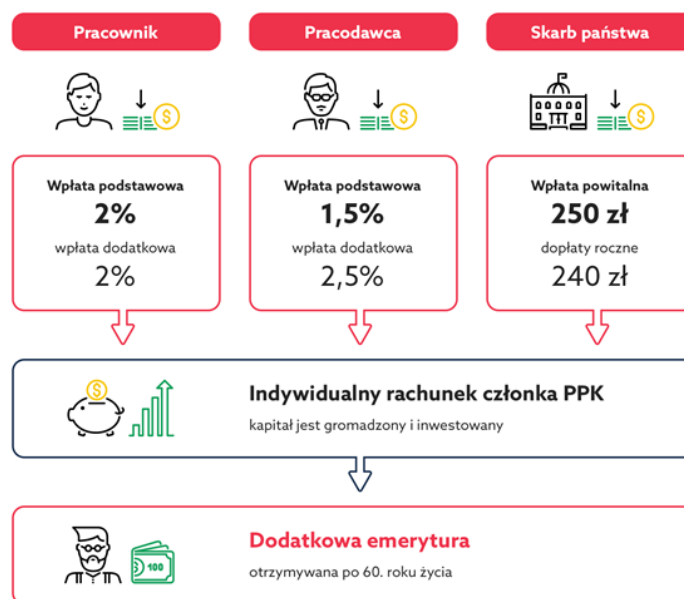 Pracownik
Pracodawca
Skarb państwa
Wpłata podstawowa
2%
wpłata dodatkowa
2%
Wpłata podstawowa
1,5%
wpłata dodatkowa
2,5%
Wpłata powitalna
250 zł
dopłaty roczne
240 zł
Indywidualny rachunek członka PPK
kapitał jest gromadzony i inwestowany
100
Dodatkowa emerytura
otrzymywana po 60. roku życia